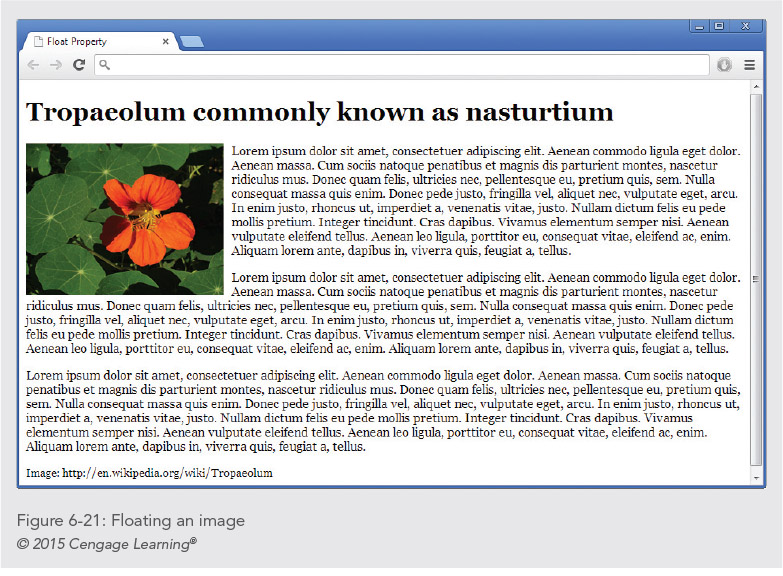 Float Property
Tropaeolum commonly known as nasturtium
Lorem ipsum dolor sit amet, consectetuer adipiscing elit. Aenean commodo ligula eget dolor.
Aenean massa. Cum sociis natoque penatibus et magnis dis parturient montes, nascetur
ridiculus mus. Donec quam felis, ultricies nec, pellentesque eu, pretium quis, sem. Nulla
consequat massa quis enim. Donec pede justo, fringilla vel, aliquet nec, vulputate eget, arcu.
In enim justo, rhoncus ut, imperdiet a, venenatis vitae, justo. Nullam dictum felis eu pede
mollis pretium. Integer tincidunt. Cras dapibus. Vivamus elementum semper nisi. Aenean
vulputate eleifend tellus. Aenean leo ligula, porttitor eu, consequat vitae, eleifend ac, enim.
Aliquam lorem ante, dapibus in, viverra quis, feugiat a, tellus.
Lorem ipsum dolor sit amet, consectetuer adipiscing elit. Aenean commodo ligula eget dolor.
Aenean massa. Cum sociis natoque penatibus et magnis dis parturient montes, nascetur
ridiculus mus. Donec quam felis, ultricies nec, pellentesque eu, pretium quis, sem. Nulla consequat massa quis enim. Donec pede
justo, fringilla vel, aliquet nec, vulputate eget, arcu. In enim justo, rhoncus ut, imperdiet a, venenatis vitae, justo. Nullam dictum
felis eu pede mollis pretium. Integer tincidunt. Cras dapibus. Vivamus elementum semper nisi. Aenean vulputate eleifend tellus.
Aenean leo ligula, porttitor eu, consequat vitae, eleifend ac, enim. Aliquam lorem ante, dapibus in, viverra quis, feugiat a, tellus.
Lorem ipsum dolor sit amet, consectetuer adipiscing elit. Aenean commodo ligula eget dolor. Aenean massa. Cum sociis natoque
penatibus et magnis dis parturient montes, nascetur ridiculus mus. Donec quam felis, ultricies nec, pellentesque eu, pretium quis,
sem. Nulla consequat massa quis enim. Donec pede justo, fringilla vel, aliquet nec, vulputate eget, arcu. In enim justo, rhoncus ut,
imperdiet a, venenatis vitae, justo. Nullam dictum felis eu pede mollis pretium. Integer tincidunt. Cras dapibus. Vivamus
elementum semper nisi. Aenean vulputate eleifend tellus. Aenean leo ligula, porttitor eu, consequat vitae, eleifend ac, enim.
Aliquam lorem ante, dapibus in, viverra quis, feugiat a, tellus.
Image: http://en.wikipedia.org/wiki/Tropaeolum
Figure 6-21: Floating an image
© 2015 Cengage Learning®